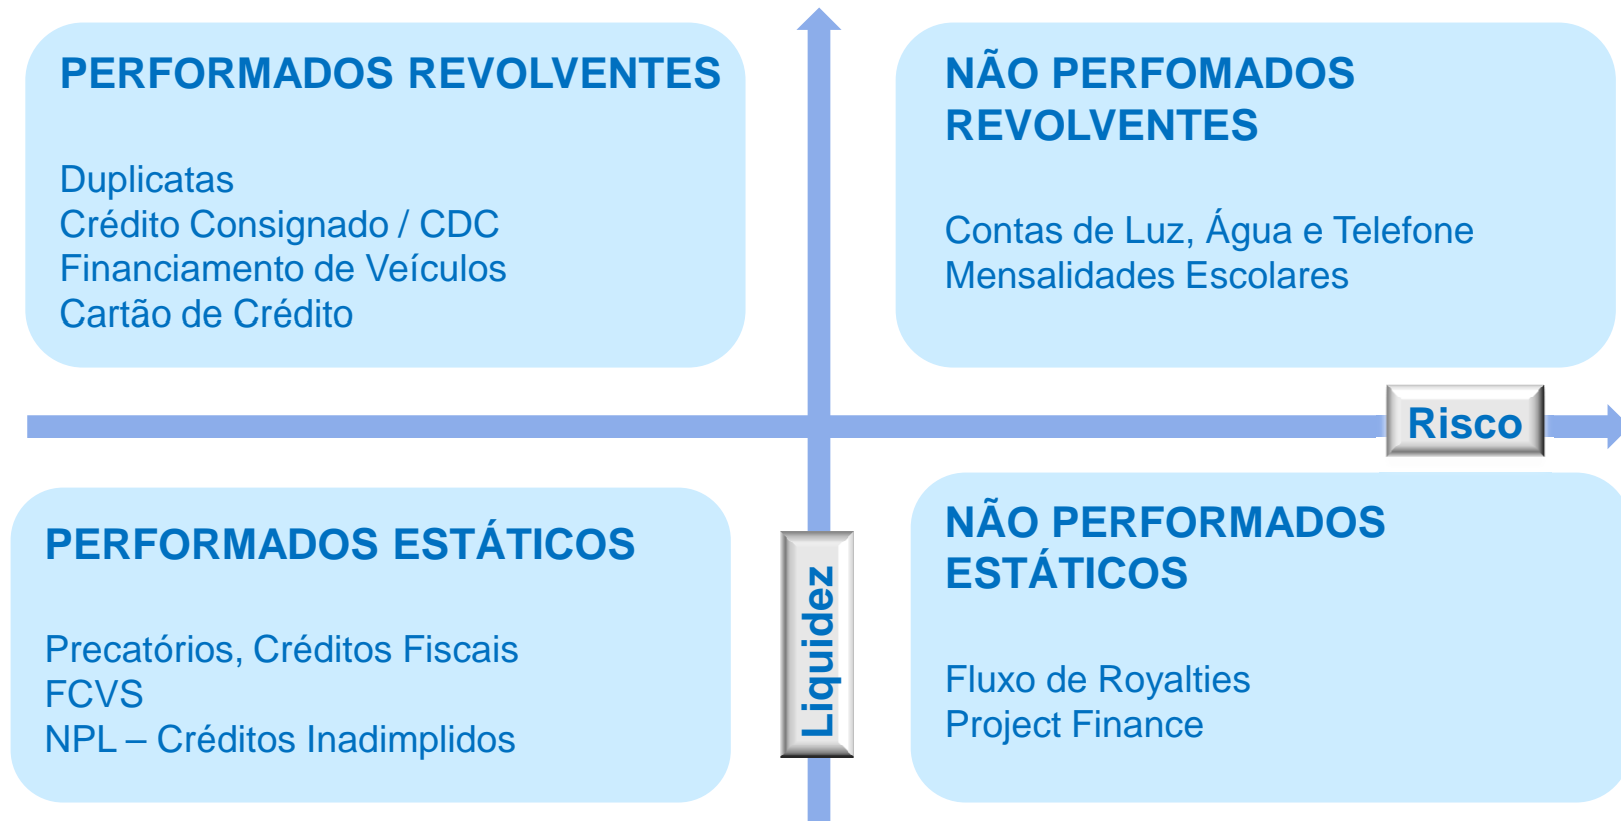 PERFORMADOS REVOLVENTES
Duplicatas
Crédito Consignado / CDC
Financiamento de Veículos
Cartão de Crédito
NÃO PERFOMADOS
REVOLVENTES
Contas de Luz, Água e Telefone
Mensalidades Escolares
Risco
PERFORMADOS ESTÁTICOS
Precatórios, Créditos Fiscais
FCVS
NPL – Créditos Inadimplidos
Liquidez
NÃO PERFORMADOS
ESTÁTICOS
Fluxo de Royalties
Project Finance